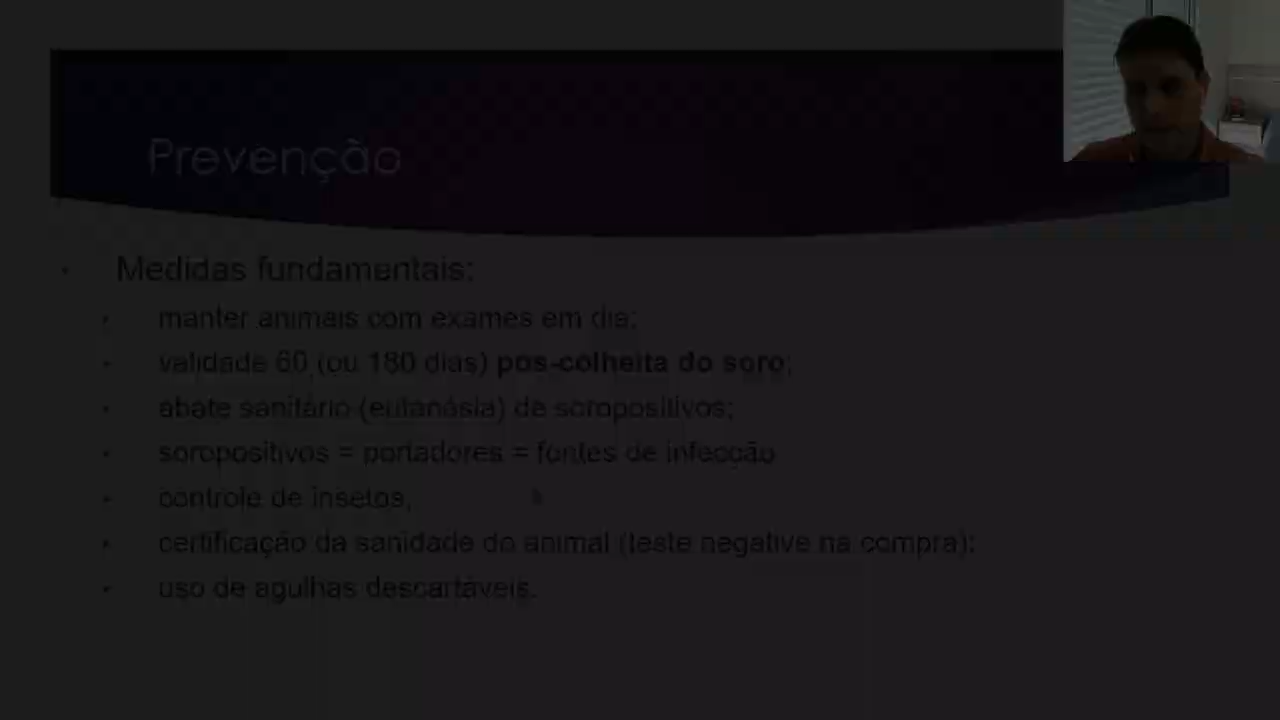 Prevenção
Medidas fundamentais:
manter animais com exames em dia;
validade 60 (ou 180 dias) pos-colheita do soro;
abate sanitário (eutanásia) de soropositivos;
soropositivos = portadores = fontes de infecção
controle de insetos;
certificação da sanidade do animal (teste negative na compra);
uso de agulhas descartáveis.